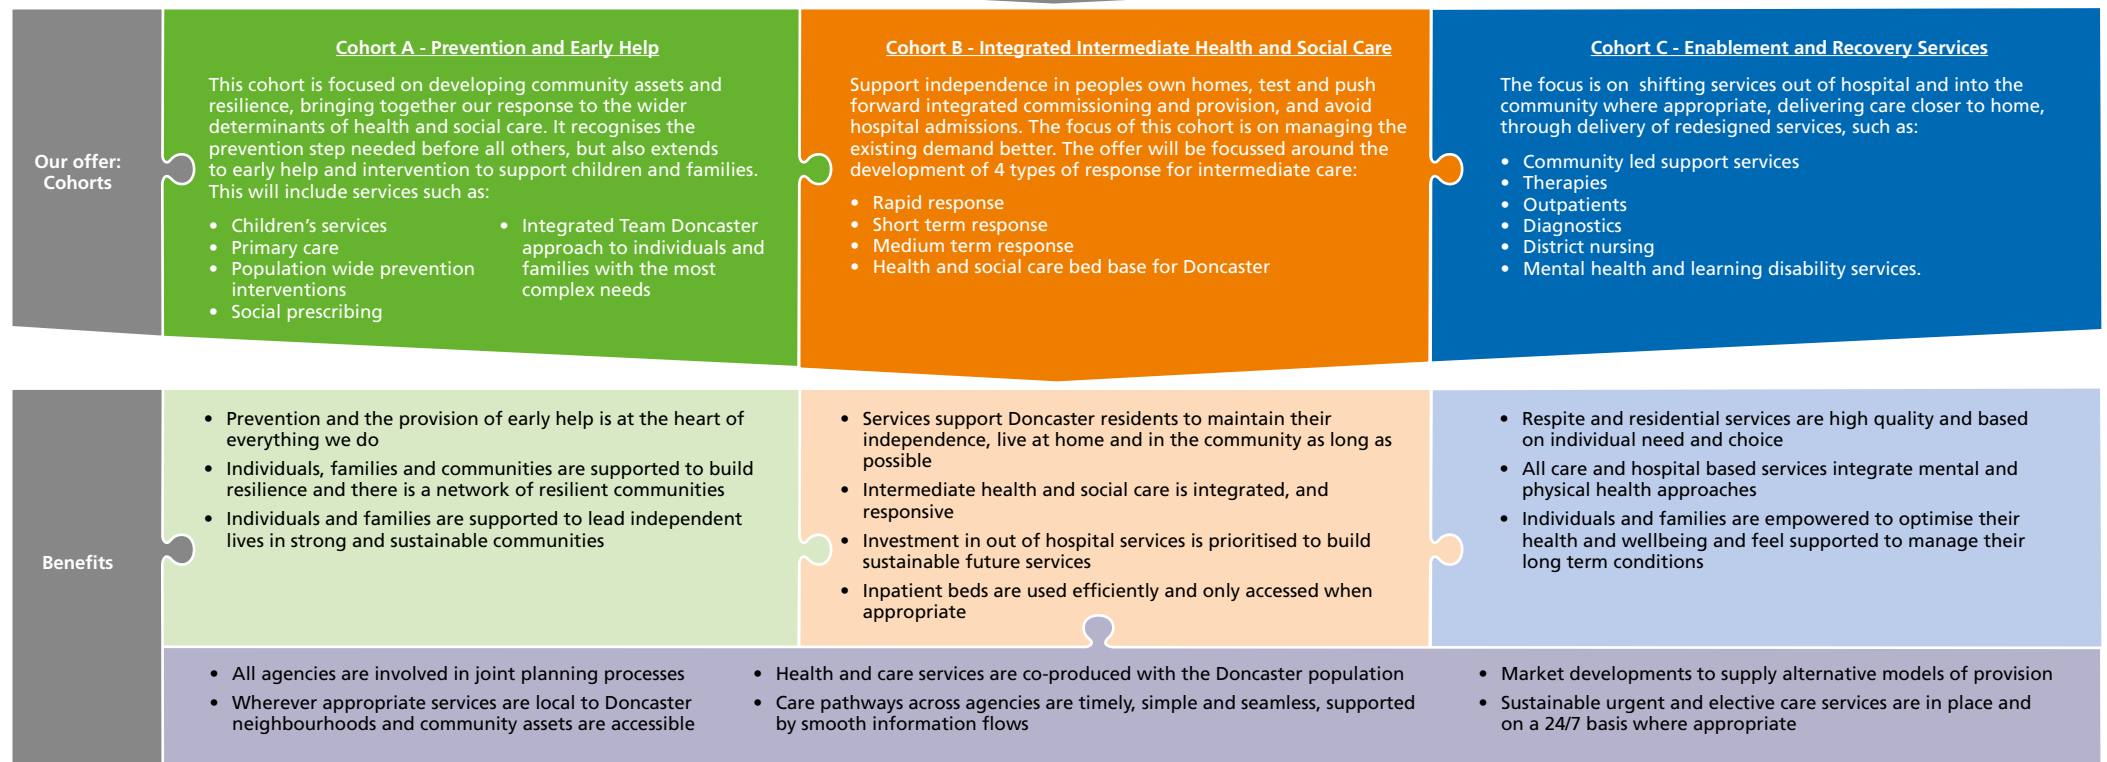 Our offer:
Cohorts
Cohort A - Prevention and Early Help
This cohort is focused on developing community assets and
resilience, bringing together our response to the wider
determinants of health and social care. It recognises the
prevention step needed before all others, but also extends
to early help and intervention to support children and families.
This will include services such as:
• Children’s services
• Primary care
• Population wide prevention
interventions
• Social prescribing
• Integrated Team Doncaster
approach to individuals and
families with the most
complex needs
Cohort B - Integrated Intermediate Health and Social Care
Support independence in peoples own homes, test and push
forward integrated commissioning and provision, and avoid
hospital admissions. The focus of this cohort is on managing the
existing demand better. The offer will be focussed around the
development of 4 types of response for intermediate care:
• Rapid response
• Short term response
• Medium term response
• Health and social care bed base for Doncaster
Cohort C - Enablement and Recovery Services
The focus is on shifting services out of hospital and into the
community where appropriate, delivering care closer to home,
through delivery of redesigned services, such as:
• Community led support services
• Therapies
• Outpatients
• Diagnostics
• District nursing
• Mental health and learning disability services.
Benefits
• Prevention and the provision of early help is at the heart of
everything we do
• Individuals, families and communities are supported to build
resilience and there is a network of resilient communities
• Individuals and families are supported to lead independent
lives in strong and sustainable communities
• Services support Doncaster residents to maintain their
independence, live at home and in the community as long as
possible
• Intermediate health and social care is integrated, and
responsive
• Investment in out of hospital services is prioritised to build
sustainable future services
• Inpatient beds are used efficiently and only accessed when
appropriate
• Respite and residential services are high quality and based
on individual need and choice
• All care and hospital based services integrate mental and
physical health approaches
• Individuals and families are empowered to optimise their
health and wellbeing and feel supported to manage their
long term conditions
• All agencies are involved in joint planning processes
• Wherever appropriate services are local to Doncaster
neighbourhoods and community assets are accessible
• Health and care services are co-produced with the Doncaster population
• Care pathways across agencies are timely, simple and seamless, supported
by smooth information flows
• Market developments to supply alternative models of provision
• Sustainable urgent and elective care services are in place and
on a 24/7 basis where appropriate